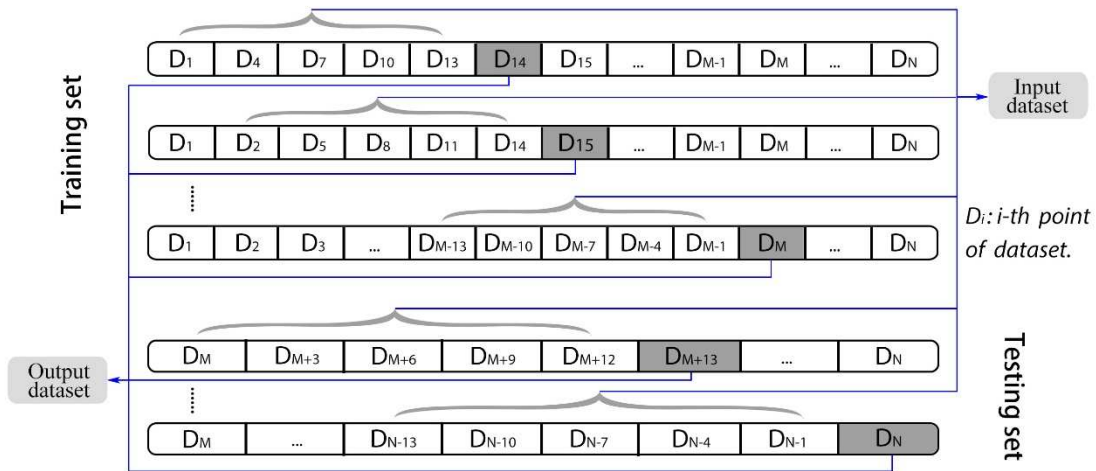 Training set
D1 D4 D7 D10 D13 D14 D15 ... DM-1 DM ... DN
Input
dataset
D1 D2 D5 D8 D11 D14 D15 ... DM-1 DM ... DN
D1 D2 D3 ... DM-13 DM-10 DM-7 DM-4 DM-1 DM ... DN
Di: i-th point
of dataset.
Testing set
DM DM+3 DM+6 DM+9 DM+12 DM+13 ... DN
Output
dataset
DM ... DN-13 DN-10 DN-7 DN-4 DN-1 DN